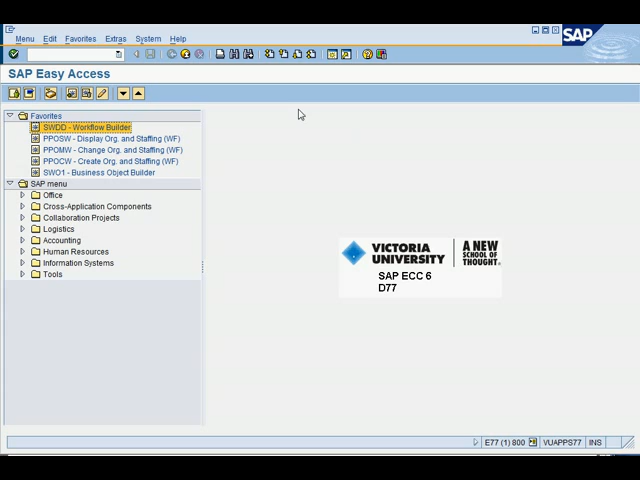 Menu Edit Favorites Extras System Help
SAP
SAP Easy Access
Favorites
SWDD - Workflow Builder
PPOSW - Display Org. and Staffing (WF)
PPOMW - Change Org. and Staffing (WF)
PPOCW - Create Org. and Staffing (WF)
SWO1 - Business Object Builder
SAP menu
Office
Cross-Application Components
Collaboration Projects
Logistics
Accounting
Human Resources
Information Systems
Tools
VICTORIA UNIVERSITY
A NEW SCHOOL OF THOUGHT.
SAP ECC 6
D77
E77 (1) 800 VUAPPS77 INS